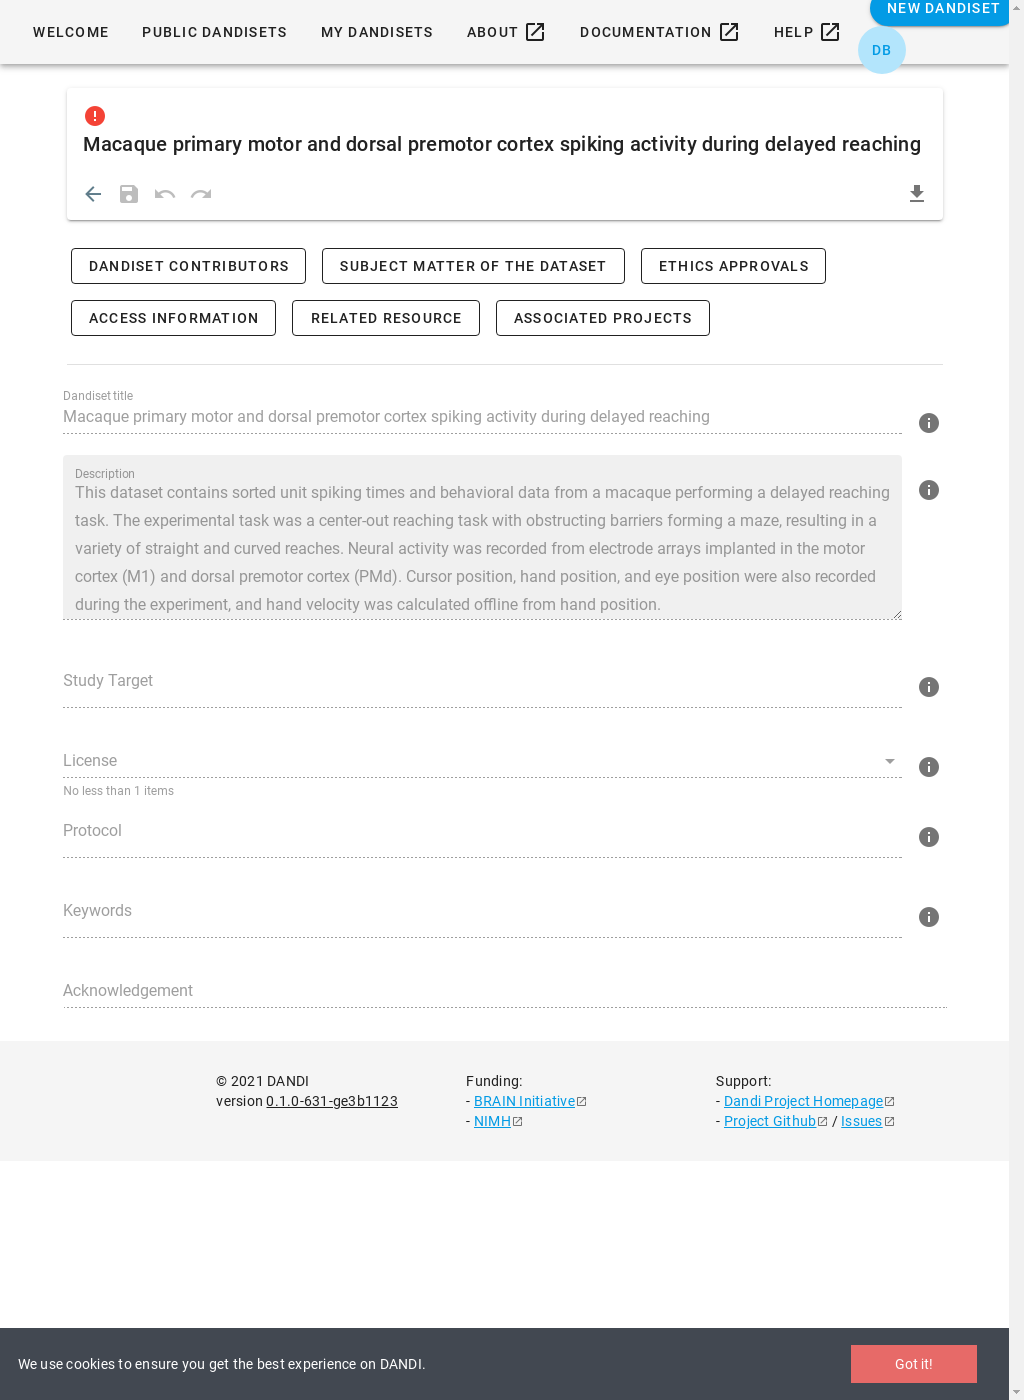 NEW DANDISET
WELCOME PUBLIC DANDISETS MY DANDISETS ABOUT DOCUMENTATION HELP
DB
Macaque primary motor and dorsal premotor cortex spiking activity during delayed reaching
DANDISET CONTRIBUTORS SUBJECT MATTER OF THE DATASET ETHICS APPROVALS
ACCESS INFORMATION RELATED RESOURCE ASSOCIATED PROJECTS
Dandiset title
Macaque primary motor and dorsal premotor cortex spiking activity during delayed reaching
Description
This dataset contains sorted unit spiking times and behavioral data from a macaque performing a delayed reaching
task. The experimental task was a center-out reaching task with obstructing barriers forming a maze, resulting in a
variety of straight and curved reaches. Neural activity was recorded from electrode arrays implanted in the motor
cortex (M1) and dorsal premotor cortex (PMd). Cursor position, hand position, and eye position were also recorded
during the experiment, and hand velocity was calculated offline from hand position.
Study Target
License
No less than 1 items
Protocol
Keywords
Acknowledgement
© 2021 DANDI
version 0.1.0-631-ge3b1123
Funding:
- BRAIN Initiative
- NIMH
Support:
- Dandi Project Homepage
- Project Github / Issues
We use cookies to ensure you get the best experience on DANDI.
Got it!